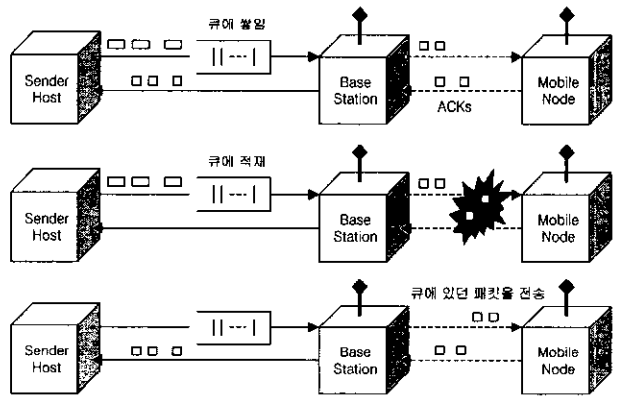 큐에 쌓임
Sender
Host
Base
Station
ACKs
Mobile
Node
큐에 적재
Sender
Host
Base
Station
Mobile
Node
큐에 있던 패킷을 전송
Sender
Host
Base
Station
Mobile
Node